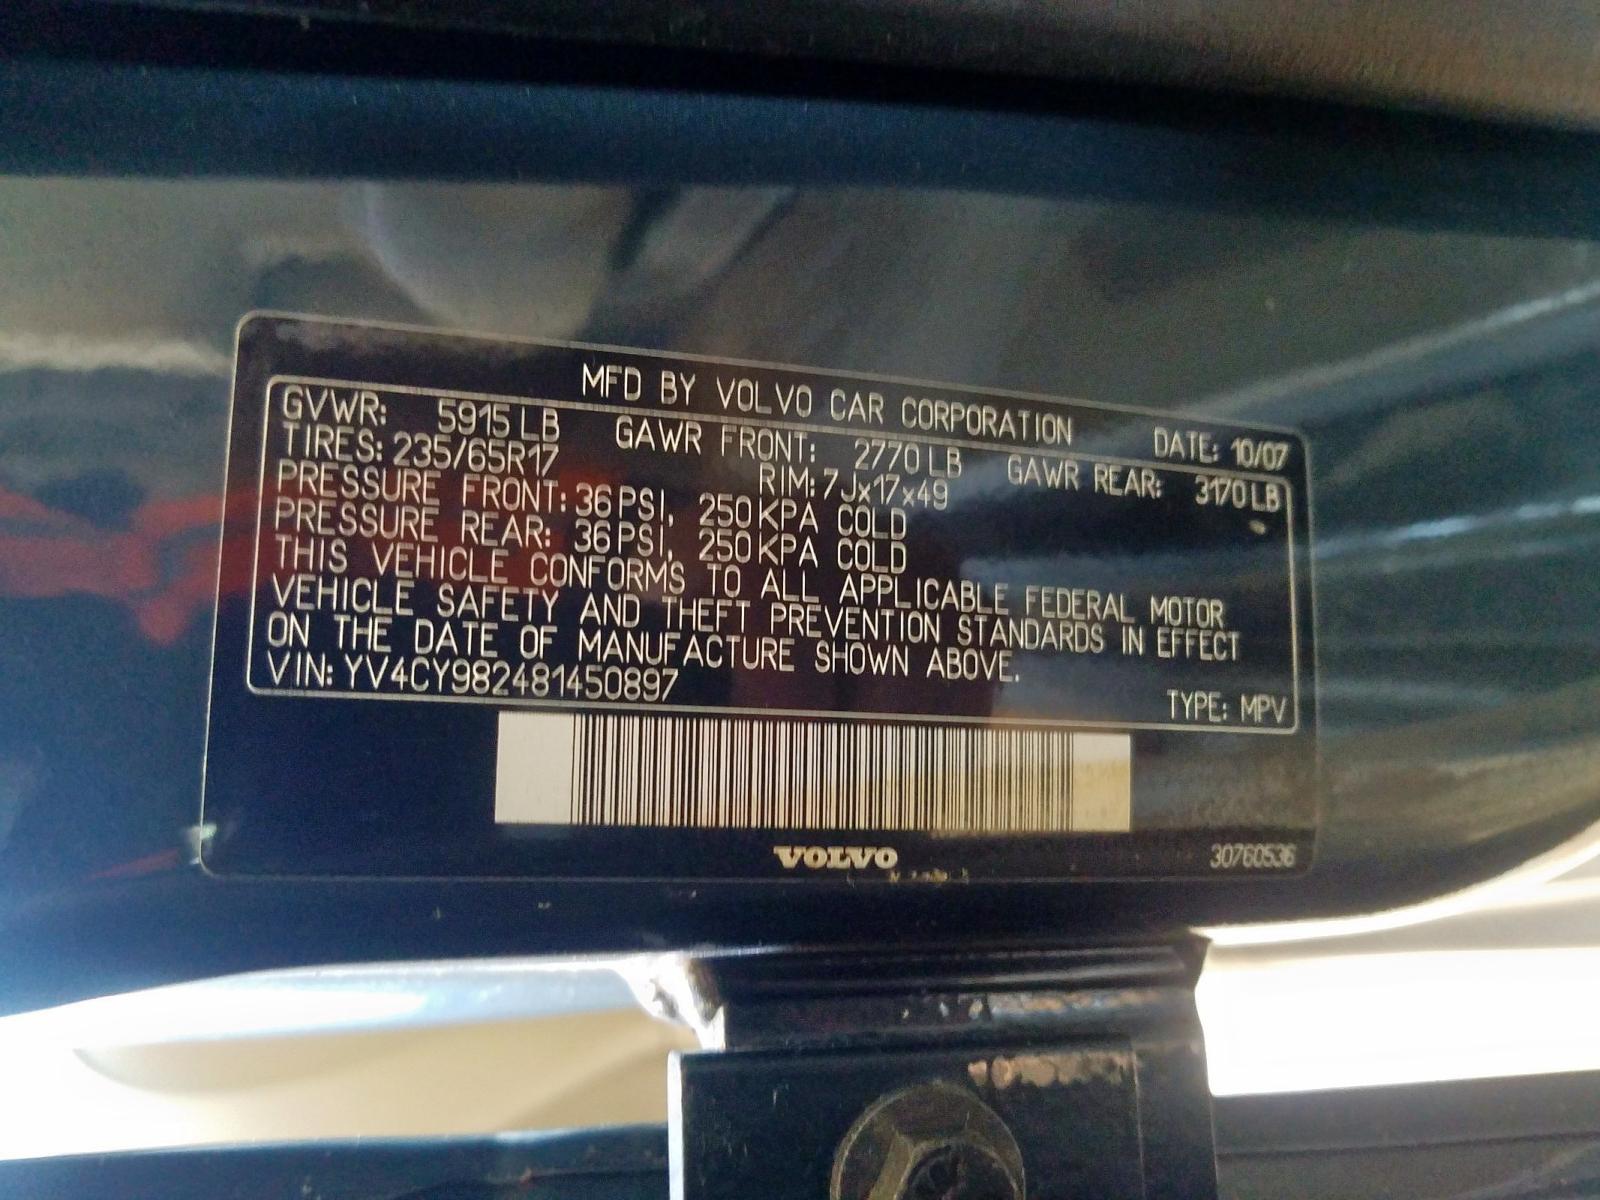 MFD BY VOLVO CAR CORPORATION DATE: 10/07
GVWR: 5915 LB GAWR FRONT: 2770 LB GAWR REAR: 3170 LB
TIRES: 235/65R17 RIM: 7Jx17x49
PRESSURE FRONT: 36 PSI, 250 KPA COLD
PRESSURE REAR: 36 PSI, 250 KPA COLD
THIS VEHICLE CONFORMS TO ALL APPLICABLE FEDERAL MOTOR
VEHICLE SAFETY AND THEFT PREVENTION STANDARDS IN EFFECT
ON THE DATE OF MANUFACTURE SHOWN ABOVE.
VIN: YV4CY982481450897 TYPE: MPV
VOLVO 30760536